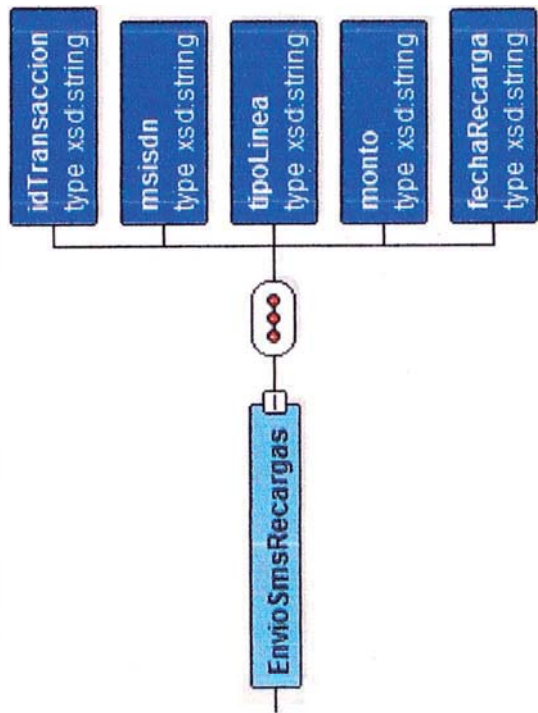 EnvioSmsRecargas
idTransaccion
type xsd:string
msisdn
type xsd:string
tipoLinea
type xsd:string
monto
type xsd:string
fechaRecarga
type xsd:string